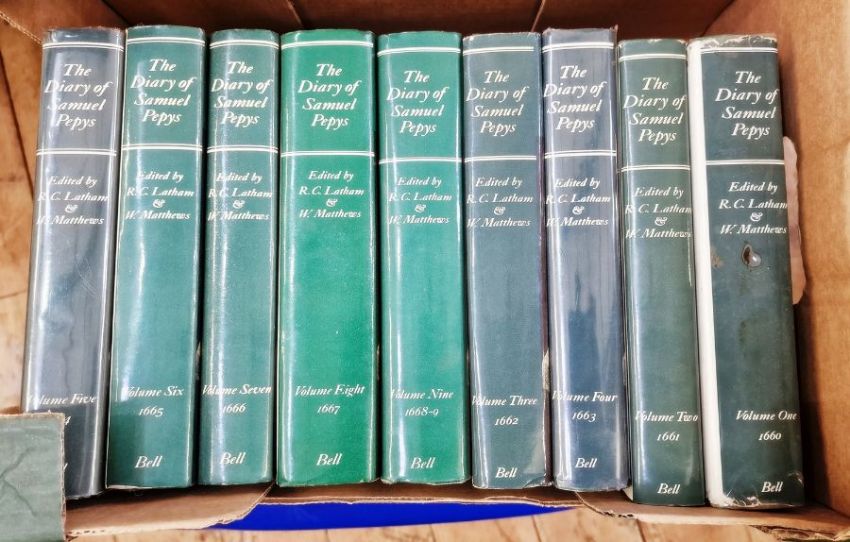 The
Diary of
Samuel
Pepys
Edited by
R. C. Latham
&
W. Matthews
Volume Five
4
Bell
The
Diary of
Samuel
Pepys
Edited by
R. C. Latham
&
W. Matthews
Volume Six
1665
Bell
The
Diary of
Samuel
Pepys
Edited by
R. C. Latham
&
W. Matthews
Volume Seven
1666
Bell
The
Diary of
Samuel
Pepys
Edited by
R. C. Latham
&
W. Matthews
Volume Eight
1667
Bell
The
Diary of
Samuel
Pepys
Edited by
R. C. Latham
&
W. Matthews
Volume Nine
1668-9
Bell
The
Diary of
Samuel
Pepys
Edited by
R. C. Latham
&
W. Matthews
Volume Three
1662
Bell
The
Diary of
Samuel
Pepys
Edited by
R. C. Latham
&
W. Matthews
Volume Four
1663
Bell
The
Diary of
Samuel
Pepys
Edited by
R. C. Latham
&
W. Matthews
Volume Two
1661
Bell
The
Diary of
Samuel
Pepys
Edited by
R. C. Latham
&
W. Matthews
Volume One
1660
Bell